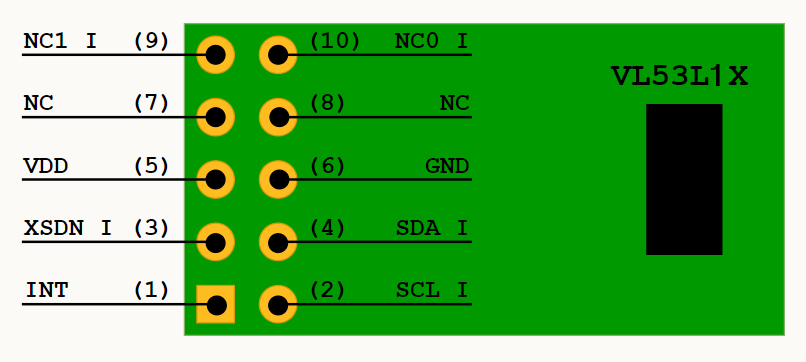 NC1 I (9) (10) NC0 I
VL53L1X
NC (7) (8) NC
VDD (5) (6) GND
XSDN I (3) (4) SDA I
INT (1) (2) SCL I